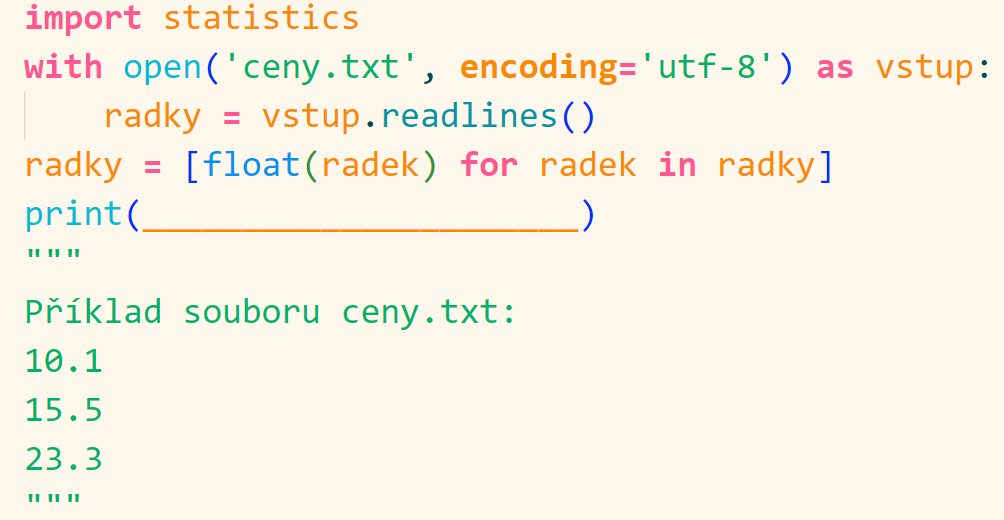 import statistics
with open('ceny.txt', encoding='utf-8') as vstup:
    radky = vstup.readlines()
radky = [float(radek) for radek in radky]
print(______________________)
"""
Příklad souboru ceny.txt:
10.1
15.5
23.3
"""